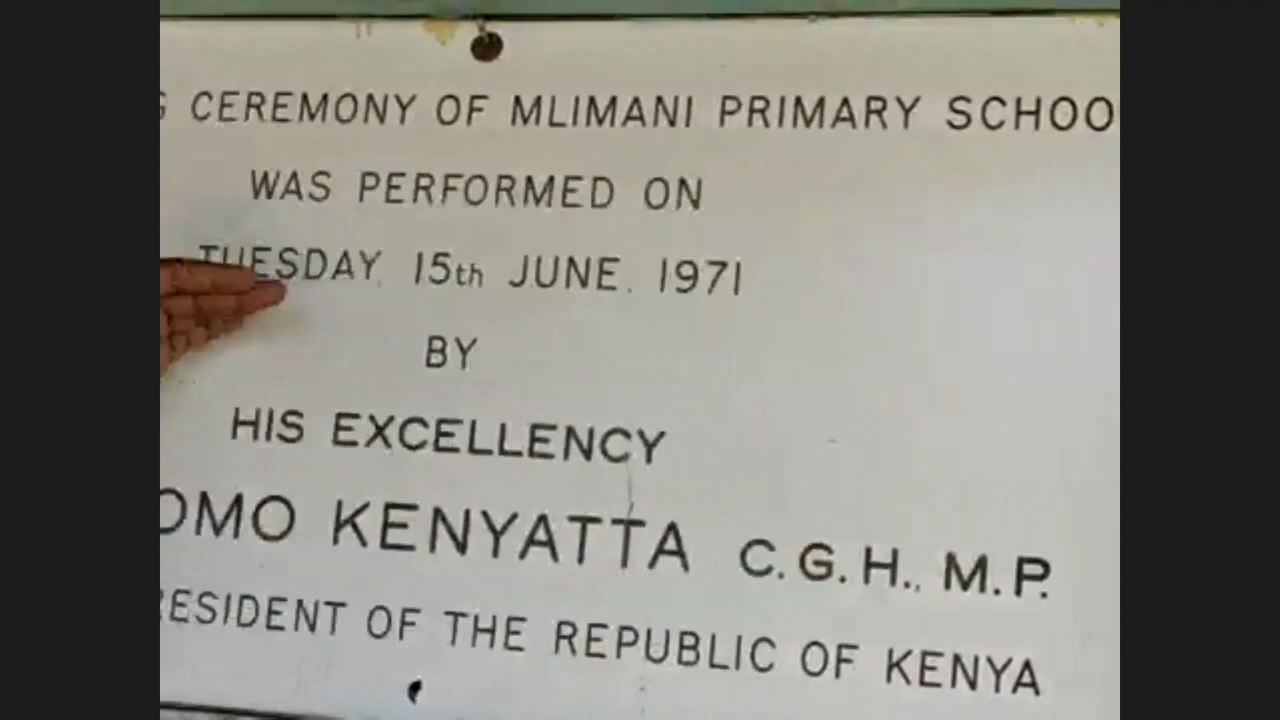 CEREMONY OF MLIMANI PRIMARY SCHOO
WAS PERFORMED ON
TUESDAY, 15th JUNE, 1971
BY
HIS EXCELLENCY
OMO KENYATTA C.G.H., M.P.
RESIDENT OF THE REPUBLIC OF KENYA